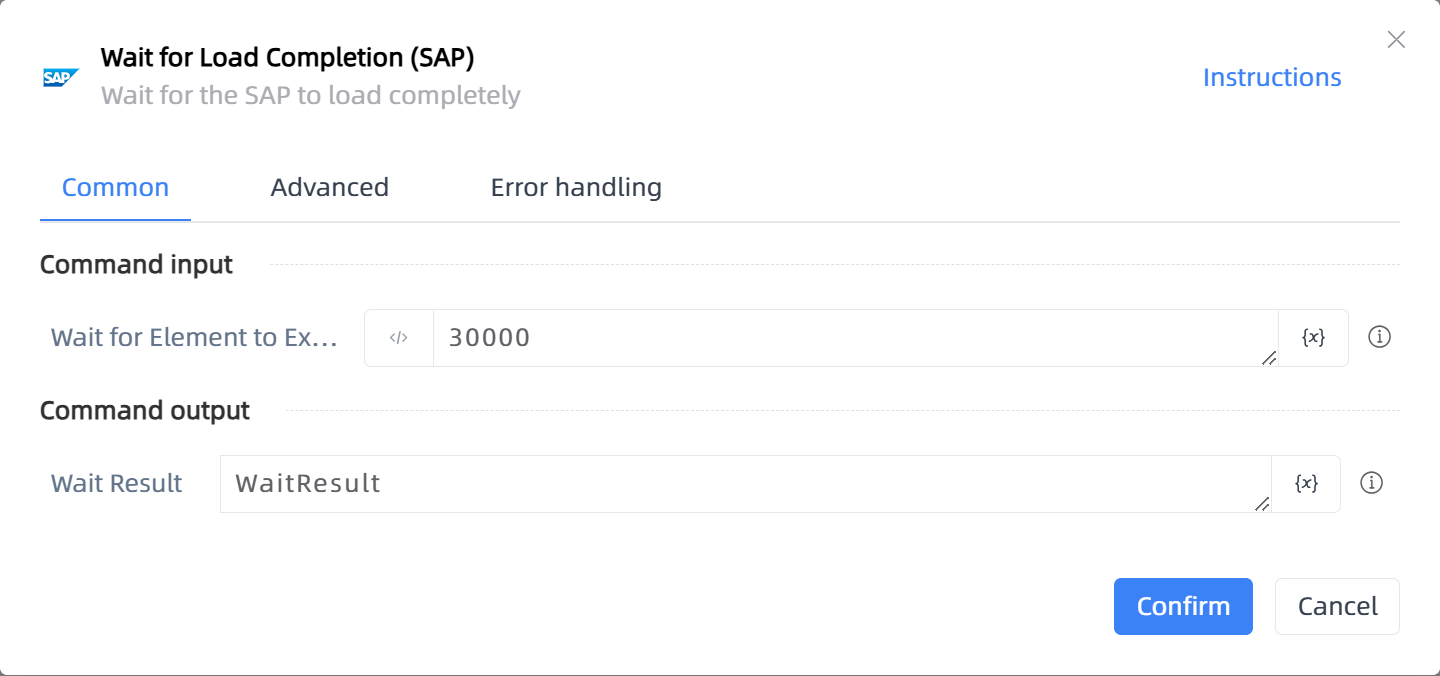 Wait for Load Completion (SAP)
SAP
Wait for the SAP to load completely
Instructions
Common Advanced Error handling
Command input
Wait for Element to Ex... </> 30000 {x}
Command output
Wait Result WaitResult {x}
Confirm Cancel